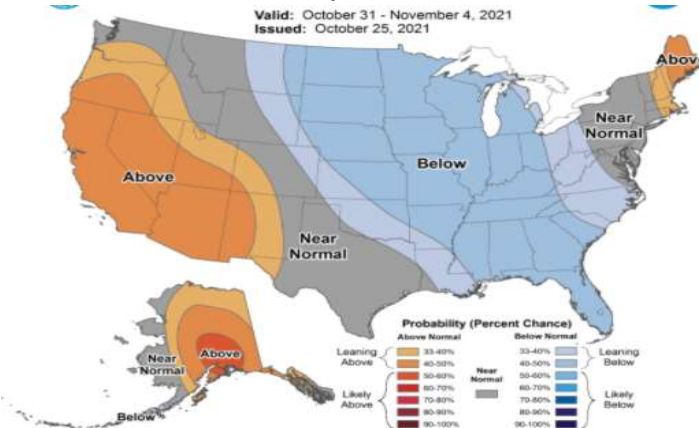 Valid: October 31 - November 4, 2021
Issued: October 25, 2021
Abov
Near
Normal
Below
Above
Near
Normal
Above
Near
Normal
Below
Probability (Percent Chance)
Above Normal
Below Normal
Leaning
Above
33-40%
40-50%
Likely
Above
50-60%
60-70%
70-80%
80-90%
90-100%
Near
Normal
33-40%
40-50%
Leaning
Below
50-60%
60-70%
70-80%
80-90%
90-100%
Likely
Below